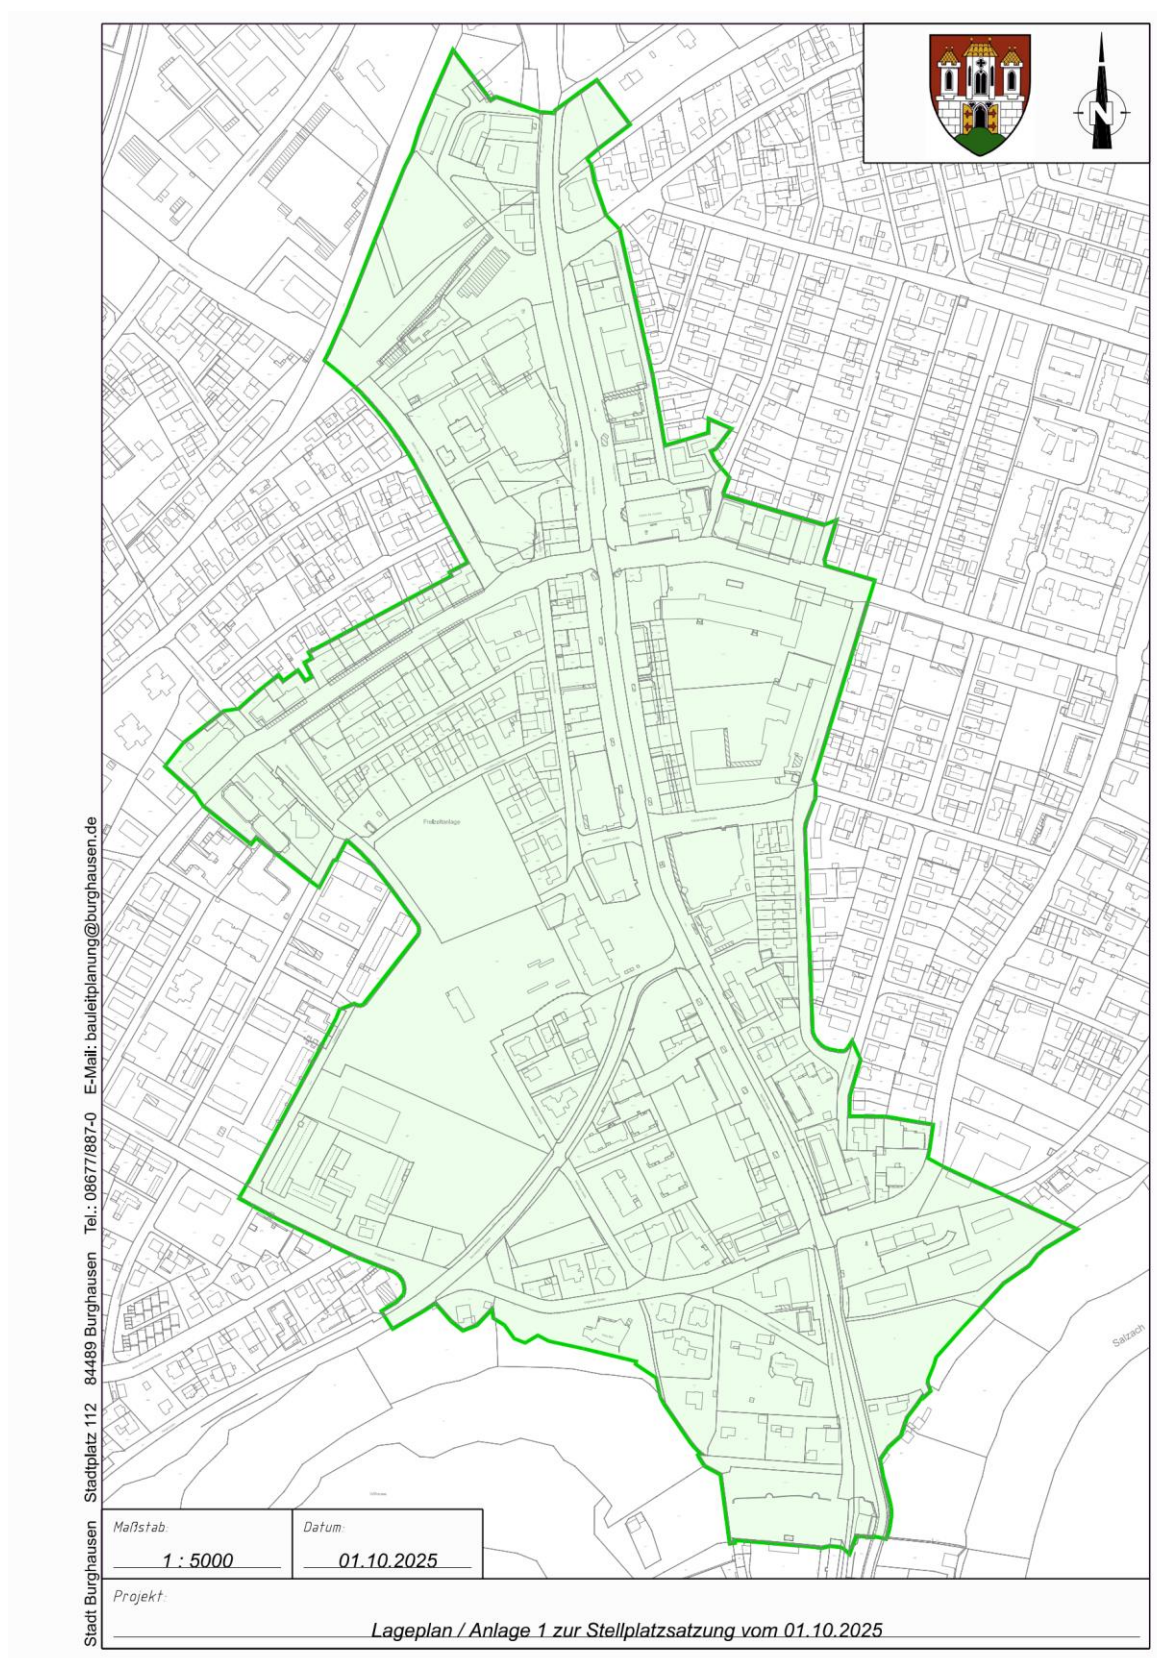 N
Freizeitanlage
Salzach
Stadt Burghausen Stadtplatz 112 84489 Burghausen Tel.: 08677/887-0 E-Mail: bauleitplanung@burghausen.de
Maßstab:
1 : 5000
Datum:
01.10.2025
Projekt:
Lageplan / Anlage 1 zur Stellplatzsatzung vom 01.10.2025